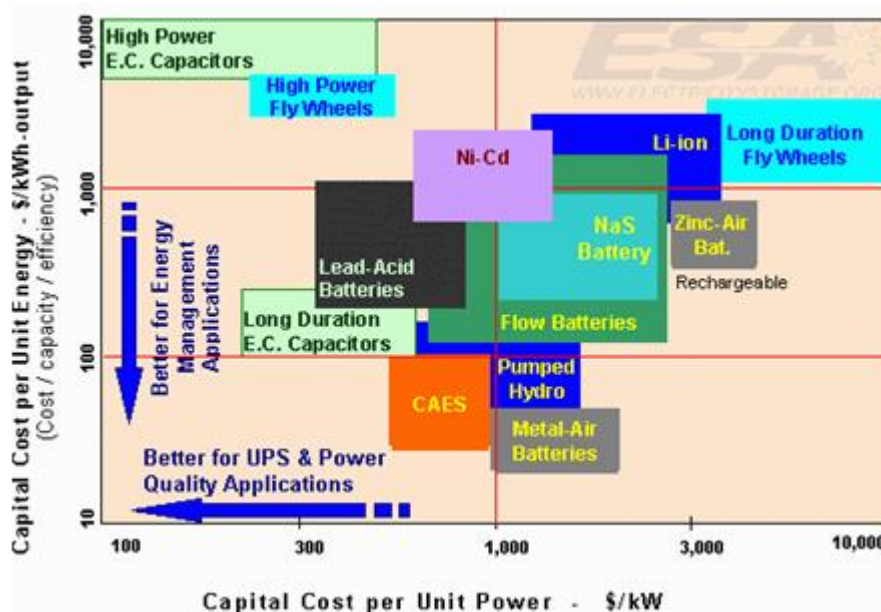 ESA
WWW.ELECTRICITYSTORAGE.ORG
Capital Cost per Unit Energy - $/kWh-output
(Cost / capacity / efficiency)
10,000
1,000
100
10
High Power
E.C. Capacitors
High Power
Fly Wheels
Ni-Cd
Li-ion
Long Duration
Fly Wheels
Lead-Acid
Batteries
NaS
Battery
Zinc-Air
Bat.
Rechargeable
Flow Batteries
Long Duration
E.C. capacitors
CAES
Pumped
Hydro
Metal-Air
Batteries
Better for Energy
Management
Applications
Better for UPS & Power
Quality Applications
100
300
1,000
3,000
10,000
Capital Cost per Unit Power - $/kW